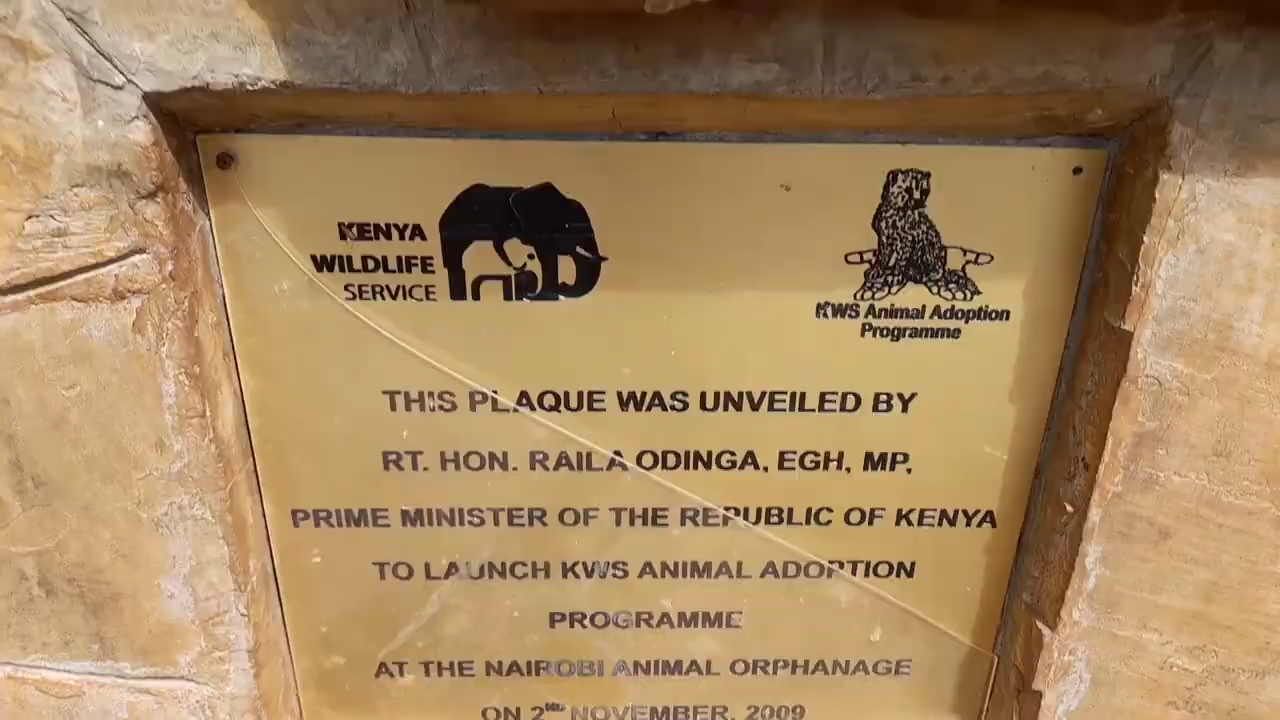 KENYA
WILDLIFE
SERVICE
KWS Animal Adoption
Programme
THIS PLAQUE WAS UNVEILED BY
RT. HON. RAILA ODINGA, EGH, MP,
PRIME MINISTER OF THE REPUBLIC OF KENYA
TO LAUNCH KWS ANIMAL ADOPTION
PROGRAMME
AT THE NAIROBI ANIMAL ORPHANAGE
ON 2ND NOVEMBER, 2009